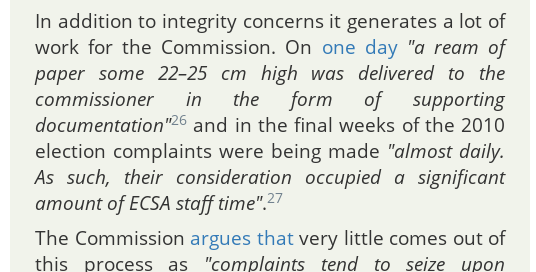 In addition to integrity concerns it generates a lot of
work for the Commission. On one day "a ream of
paper some 22–25 cm high was delivered to the
commissioner in the form of supporting
documentation"26 and in the final weeks of the 2010
election complaints were being made "almost daily.
As such, their consideration occupied a significant
amount of ECSA staff time".27
The Commission argues that very little comes out of
this process as "complaints tend to seize upon